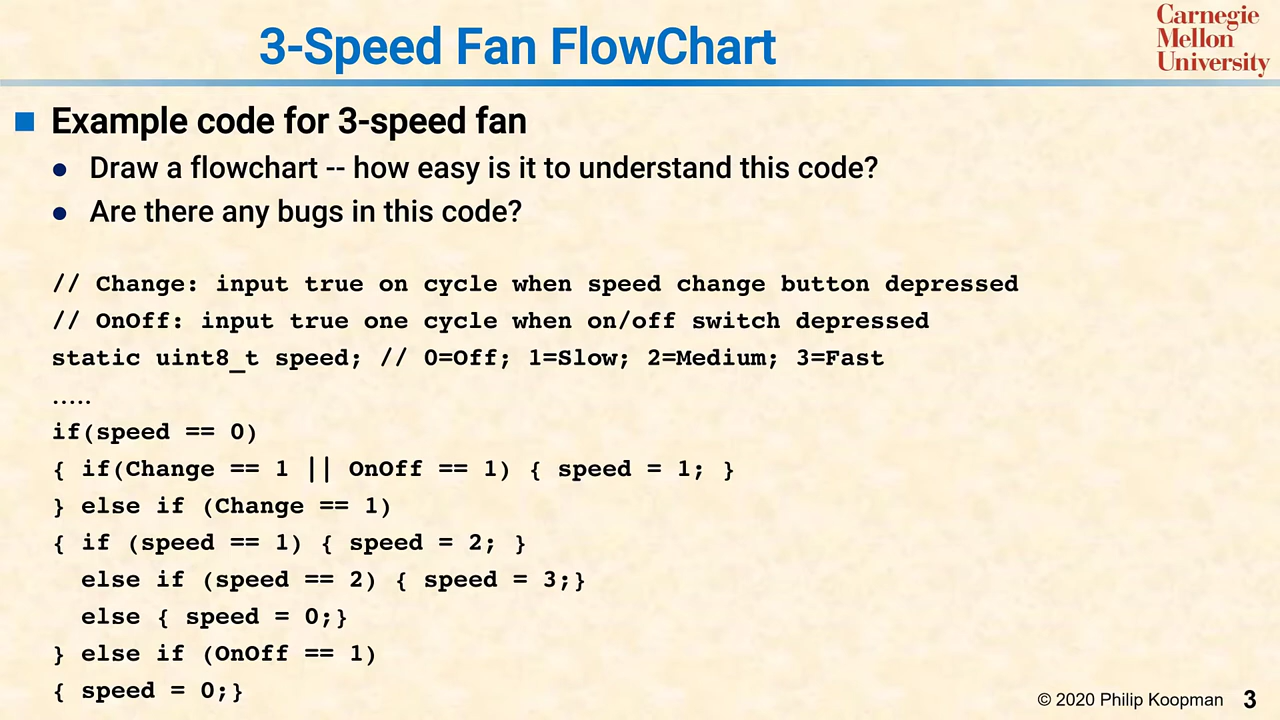 3-Speed Fan FlowChart
Carnegie
Mellon
University
Example code for 3-speed fan
Draw a flowchart -- how easy is it to understand this code?
Are there any bugs in this code?
// Change: input true on cycle when speed change button depressed
// OnOff: input true one cycle when on/off switch depressed
static uint8_t speed; // 0=Off; 1=Slow; 2=Medium; 3=Fast
.....
if(speed == 0)
{ if(Change == 1 || OnOff == 1) { speed = 1; }
} else if (Change == 1)
{ if (speed == 1) { speed = 2; }
  else if (speed == 2) { speed = 3;}
  else { speed = 0;}
} else if (OnOff == 1)
{ speed = 0;}
© 2020 Philip Koopman 3